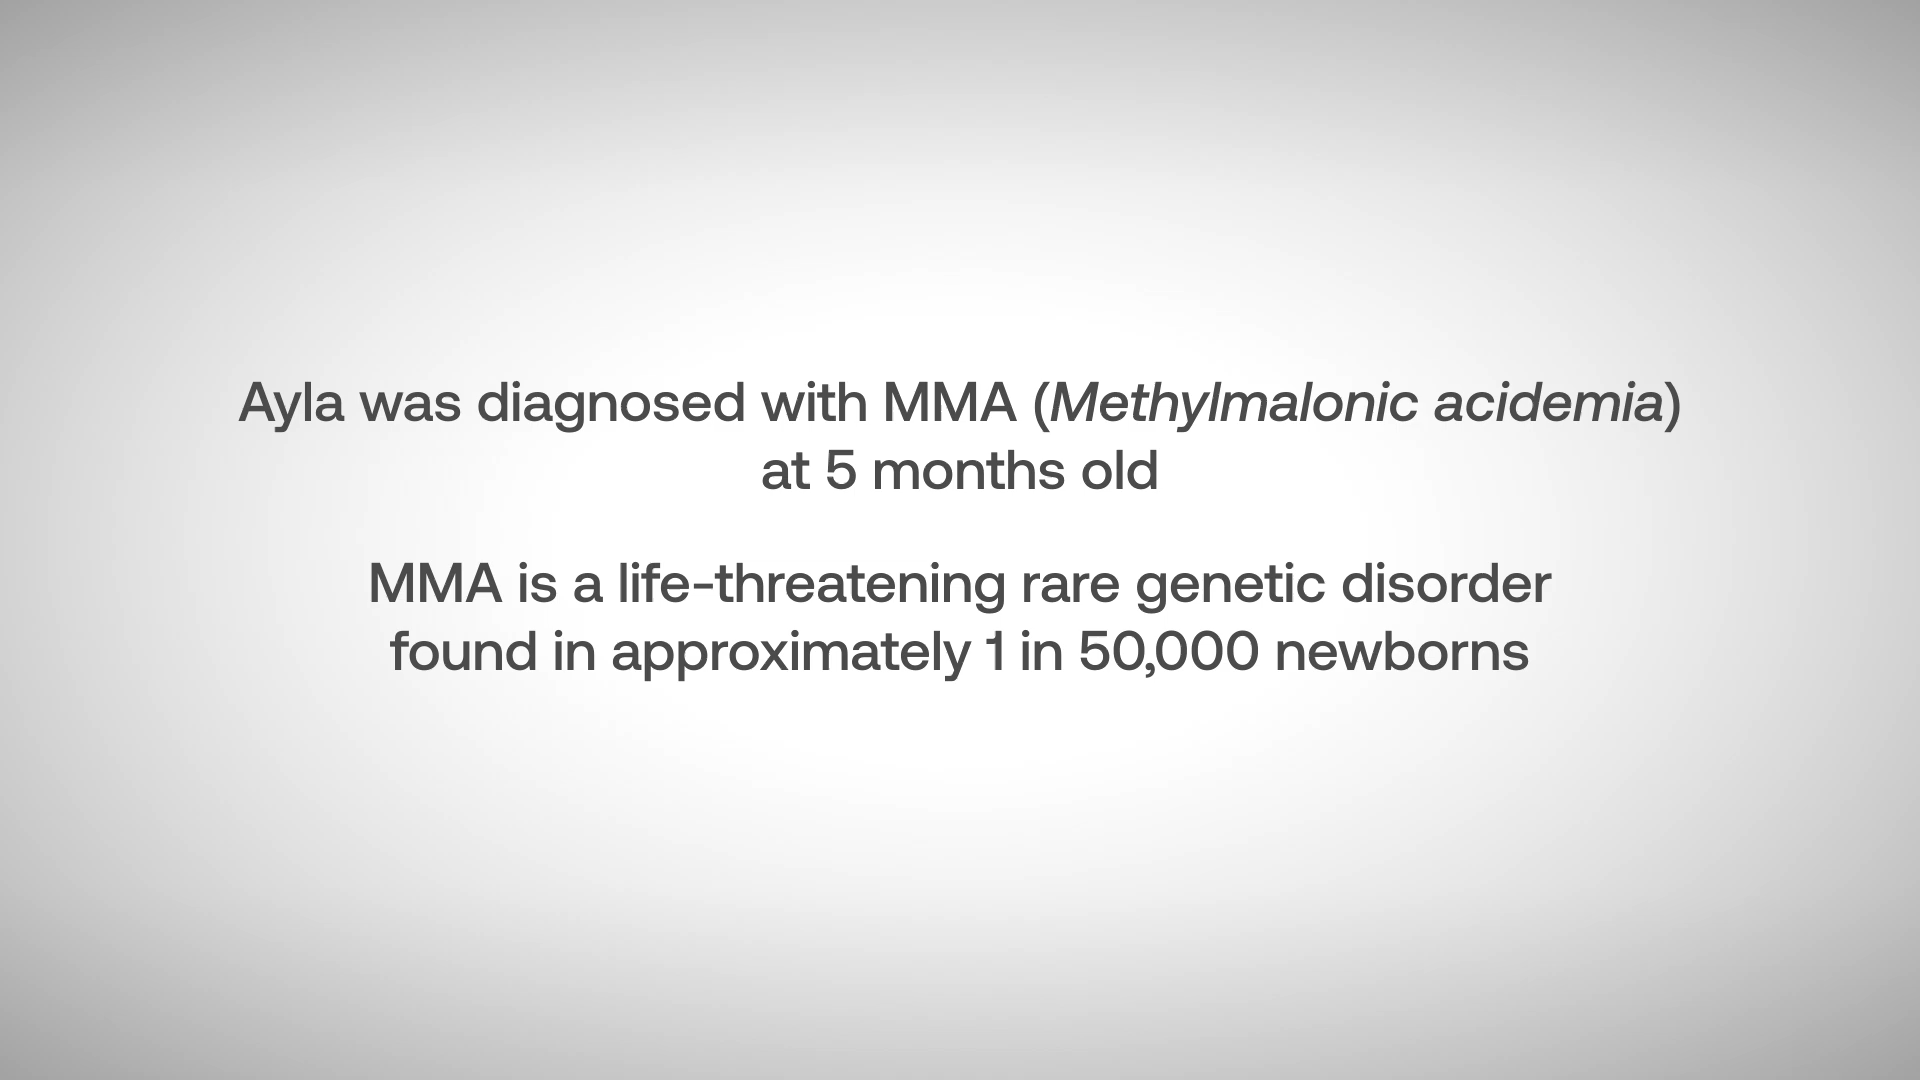 Ayla was diagnosed with MMA (Methylmalonic acidemia)
at 5 months old
MMA is a life-threatening rare genetic disorder
found in approximately 1 in 50,000 newborns